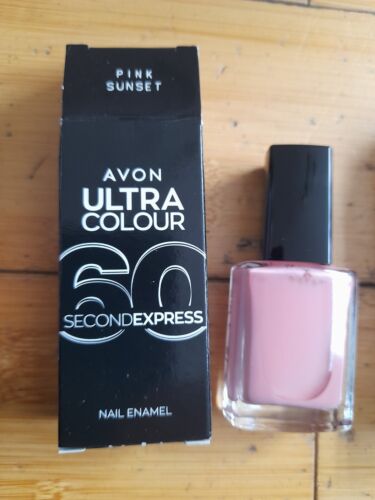 PINK
SUNSET
AVON
ULTRA
COLOUR
60
SECONDEXPRESS
NAIL ENAMEL